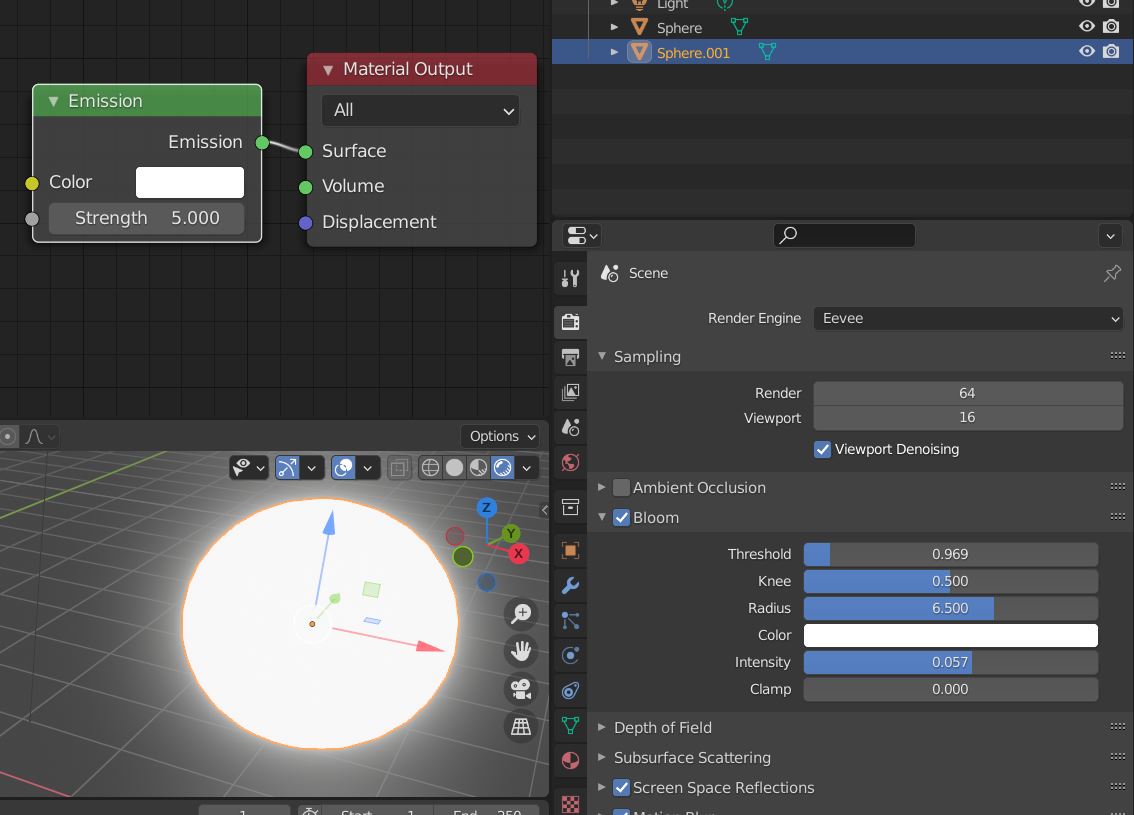 Material Output
All
Surface
Volume
Displacement
Emission
Emission
Color
Strength 5.000
Options
Z
Y
X
1
Start 1 End 250
Light
Sphere
Sphere.001
Scene
Render Engine Eevee
Sampling
Render 64
Viewport 16
Viewport Denoising
Ambient Occlusion
Bloom
Threshold 0.969
Knee 0.500
Radius 6.500
Color
Intensity 0.057
Clamp 0.000
Depth of Field
Subsurface Scattering
Screen Space Reflections
Motion Blur